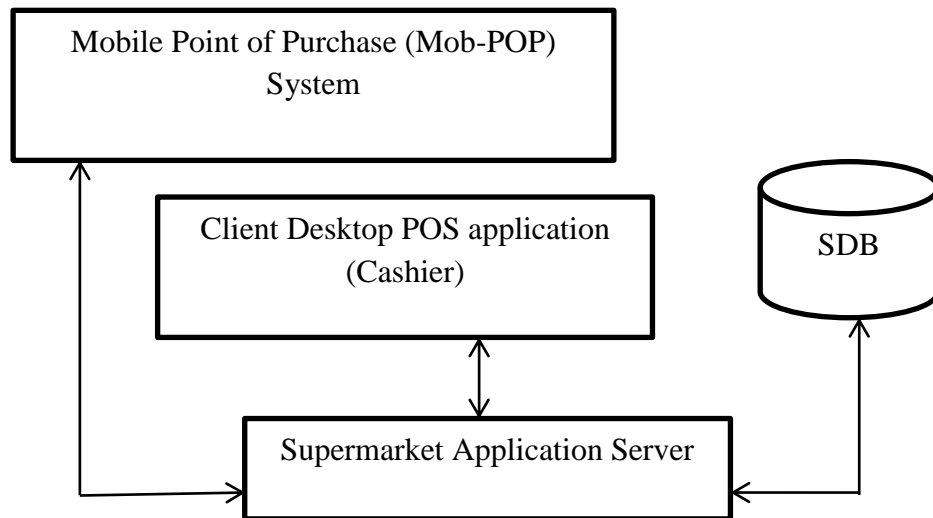 Mobile Point of Purchase (Mob-POP)
System
Client Desktop POS application
(Cashier)
SDB
Supermarket Application Server